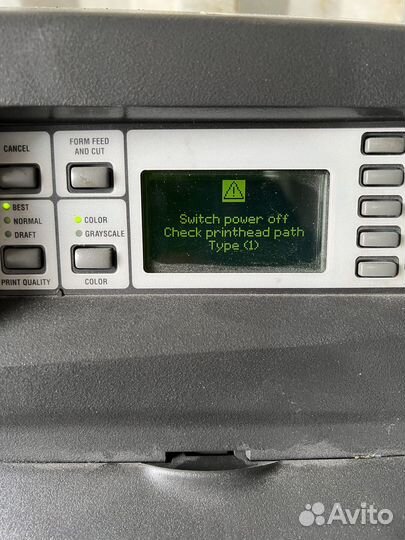 CANCEL
FORM FEED
AND CUT
BEST
NORMAL
DRAFT
PRINT QUALITY
COLOR
GRAYSCALE
COLOR
Switch power off
Check printhead path
Type (1)
Avito